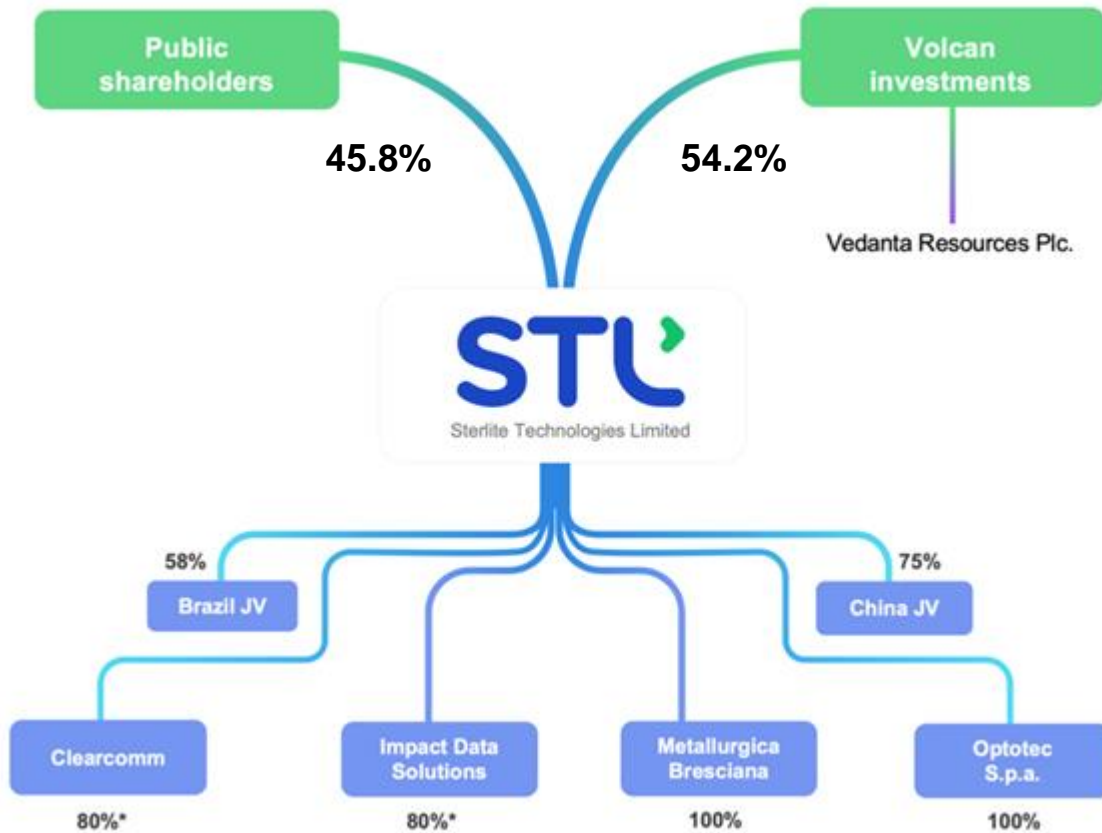 Public
shareholders
Volcan
investments
45.8%
54.2%
Vedanta Resources Plc.
STL
Sterlite Technologies Limited
58%
75%
Brazil JV
China JV
Clearcomm
Impact Data
Solutions
Metallurgica
Bresciana
Optotec
S.p.a.
80%*
80%*
100%
100%